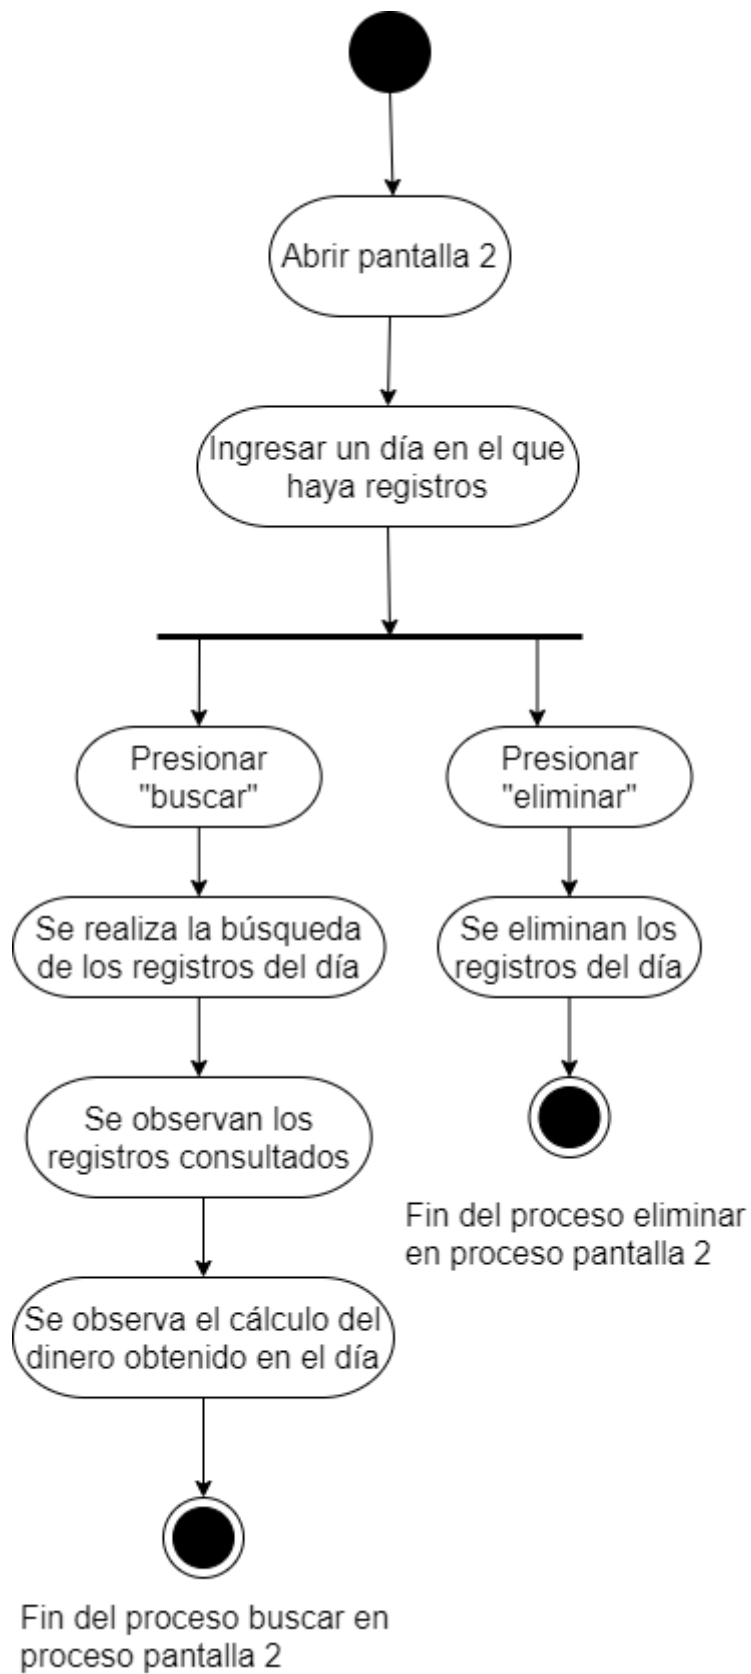 Abrir pantalla 2
Ingresar un día en el que
haya registros
Presionar
"buscar"
Presionar
"eliminar"
Se realiza la búsqueda
de los registros del día
Se eliminan los
registros del día
Se observan los
registros consultados
Fin del proceso eliminar
en proceso pantalla 2
Se observa el cálculo del
dinero obtenido en el día
Fin del proceso buscar en
proceso pantalla 2